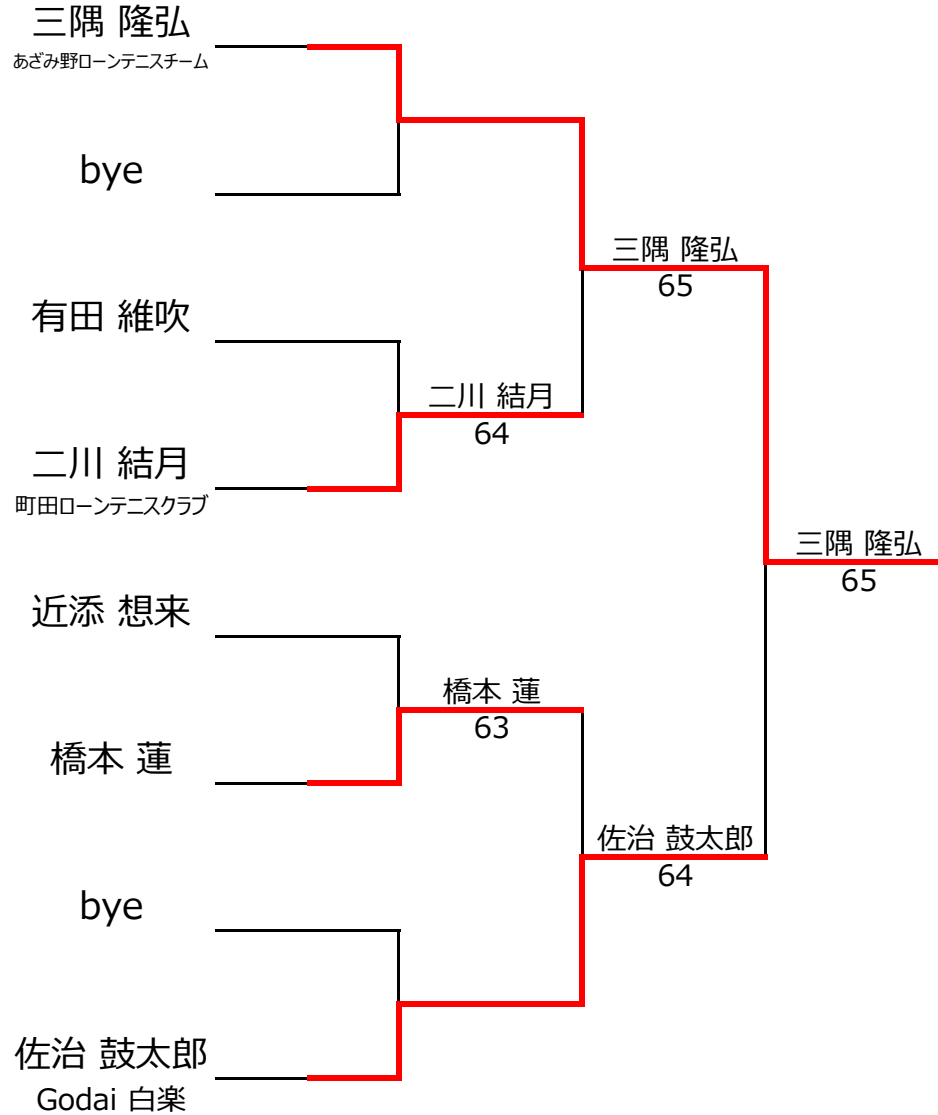 三隅 隆弘
あざみ野ローンテニスチーム
bye
三隅 隆弘
65
有田 維吹
二川 結月
64
二川 結月
町田ローンテニスクラブ
三隅 隆弘
65
近添 想来
橋本 蓮
63
橋本 蓮
佐治 鼓太郎
64
bye
佐治 鼓太郎
Godai 白楽